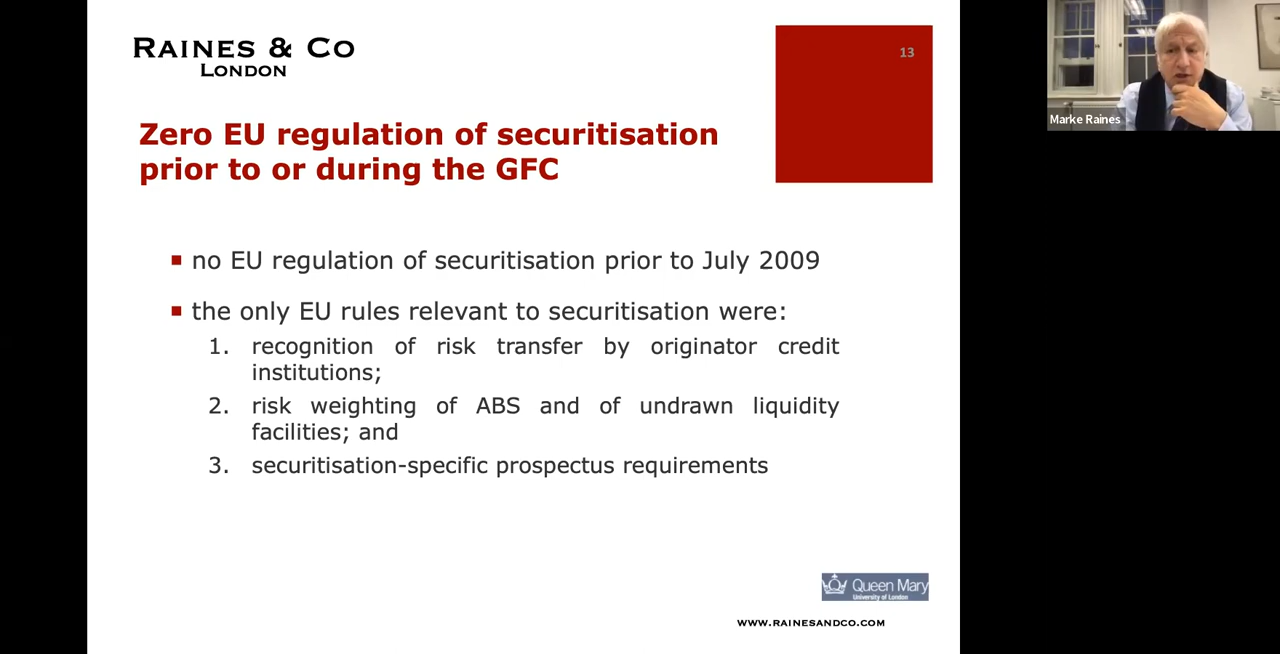 RAINES & CO
LONDON
13
Marke Raines
Zero EU regulation of securitisation
prior to or during the GFC
▪ no EU regulation of securitisation prior to July 2009
▪ the only EU rules relevant to securitisation were:
1. recognition of risk transfer by originator credit
institutions;
2. risk weighting of ABS and of undrawn liquidity
facilities; and
3. securitisation-specific prospectus requirements
Queen Mary
University of London
WWW.RAINESANDCO.COM